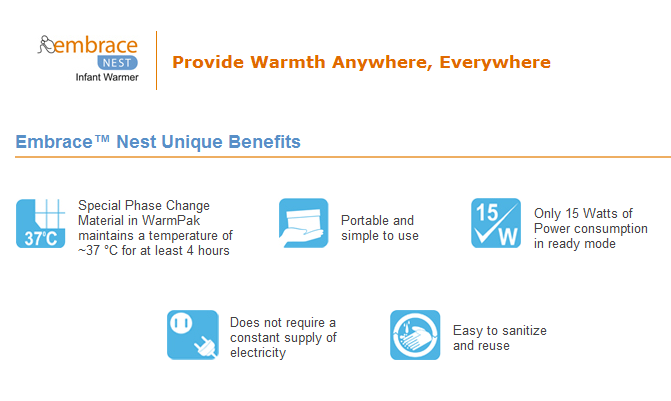 embrace
NEST
Infant Warmer
Provide Warmth Anywhere, Everywhere
Embrace™ Nest Unique Benefits
37°C
Special Phase Change
Material in WarmPak
maintains a temperature of
~37 °C for at least 4 hours
Portable and
simple to use
15
W
Only 15 Watts of
Power consumption
in ready mode
Does not require a
constant supply of
electricity
Easy to sanitize
and reuse